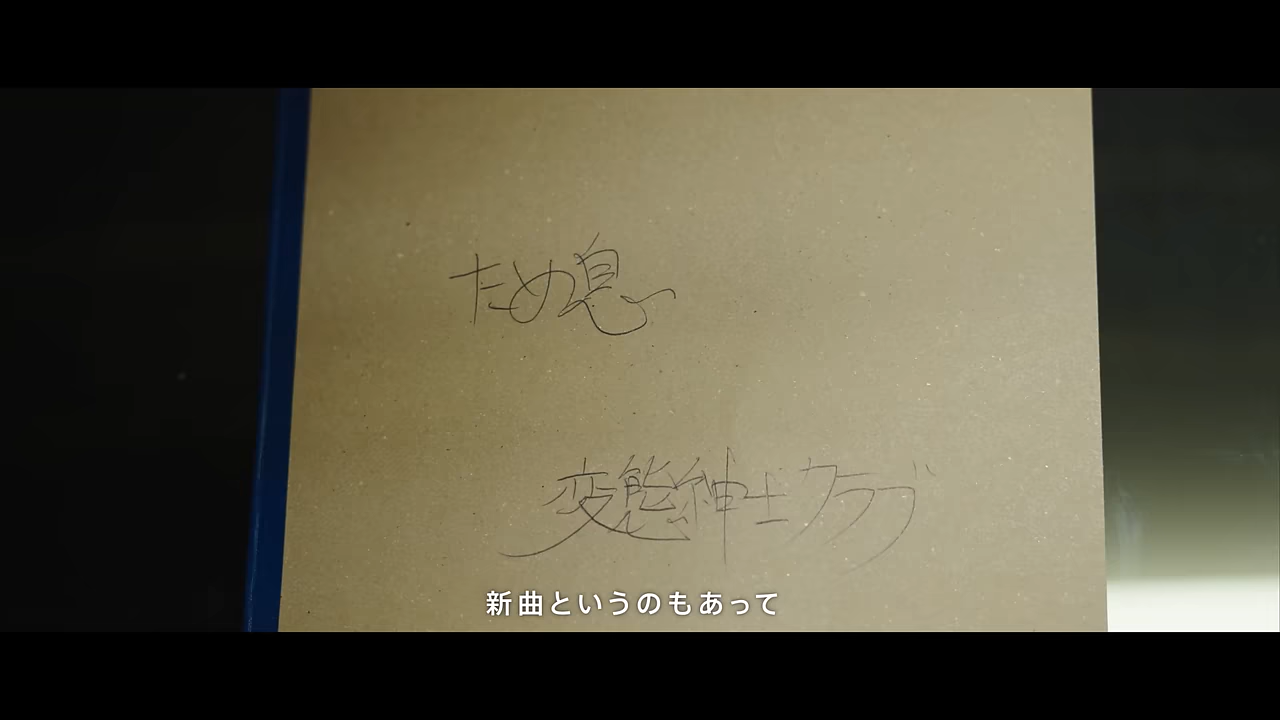 ため息
変態紳士クラブ
新曲というのもあって